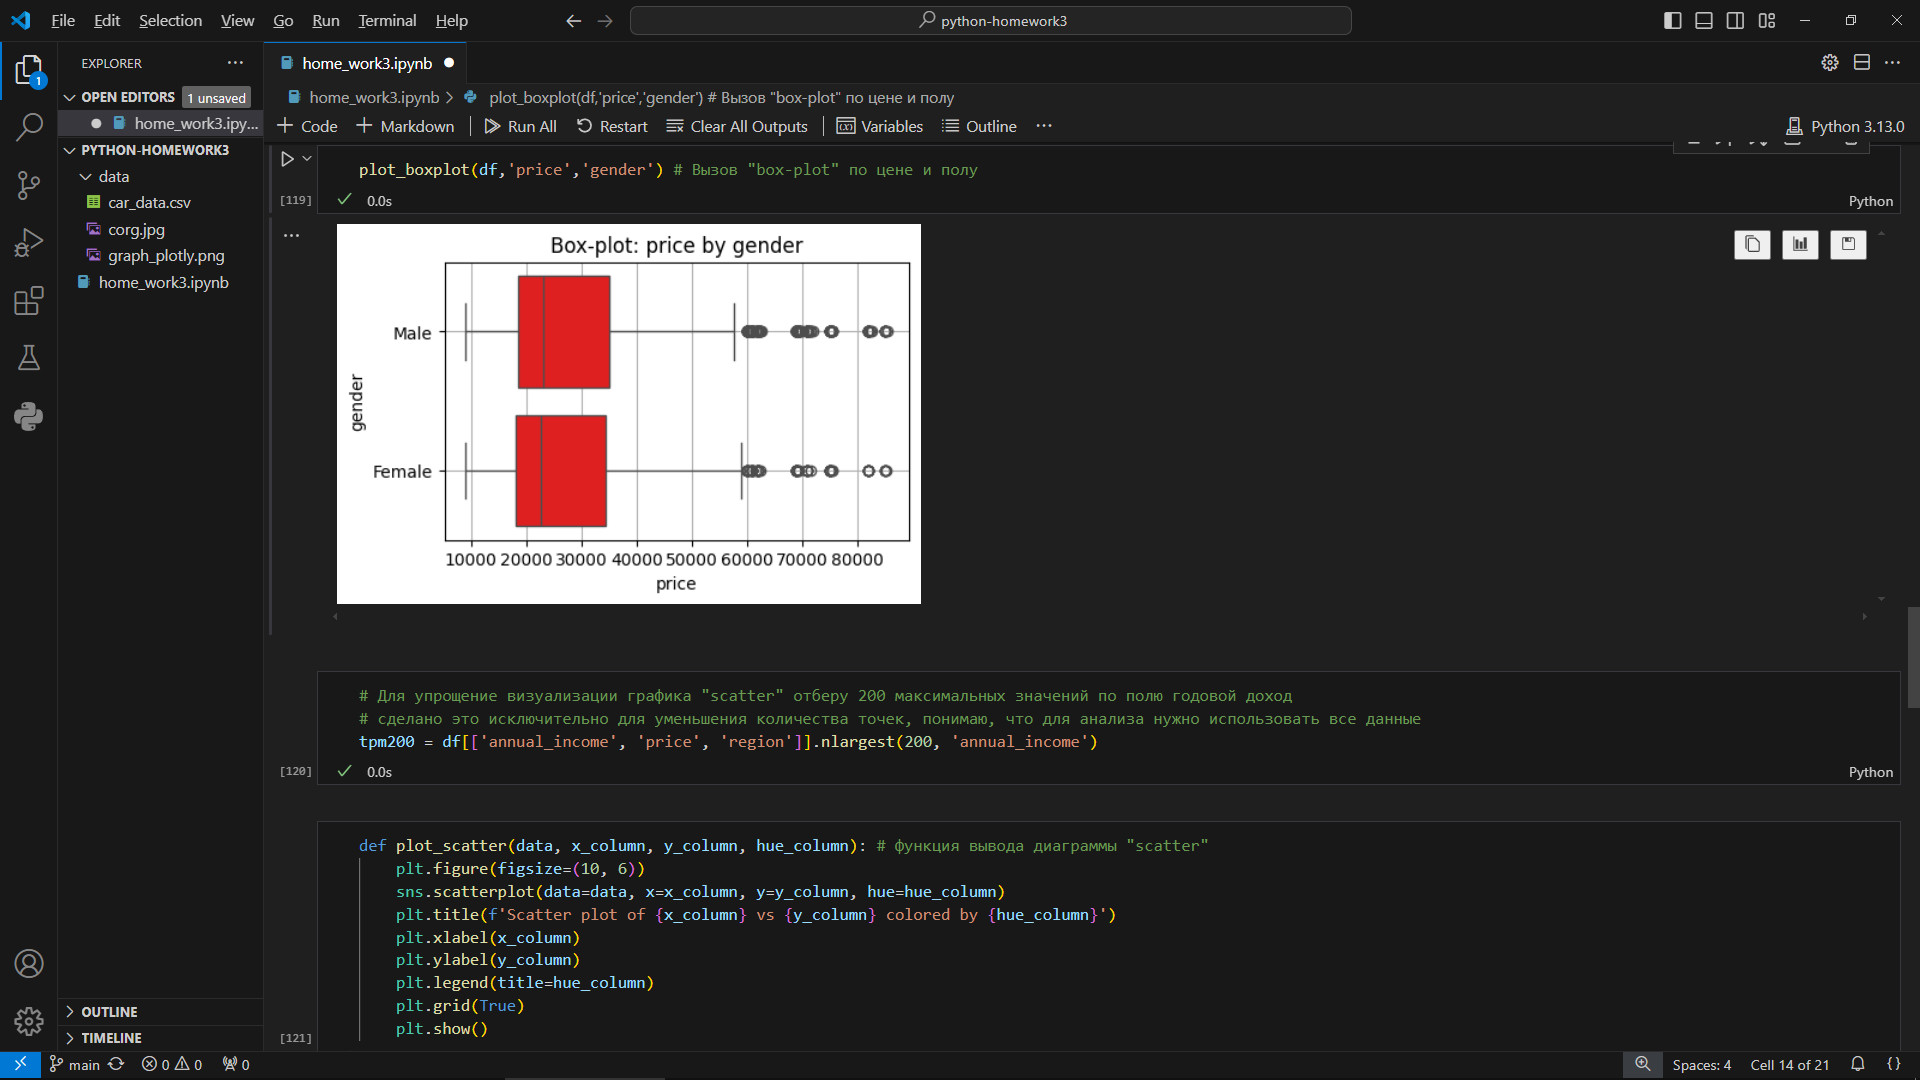 File Edit Selection View Go Run Terminal Help
python-homework3
EXPLORER
OPEN EDITORS 1 unsaved
home_work3.ipy...
PYTHON-HOMEWORK3
data
car_data.csv
corg.jpg
graph_plotly.png
home_work3.ipynb
OUTLINE
TIMELINE
1
home_work3.ipynb
home_work3.ipynb > plot_boxplot(df,'price','gender') # Вызов "box-plot" по цене и полу
+ Code + Markdown Run All Restart Clear All Outputs Variables Outline ...
Python 3.13.0
plot_boxplot(df,'price','gender') # Вызов "box-plot" по цене и полу
[119] 0.0s Python
Box-plot: price by gender
gender
Male
Female
10000 20000 30000 40000 50000 60000 70000 80000
price
# Для упрощение визуализации графика "scatter" отберу 200 максимальных значений по полю годовой доход
# сделано это исключительно для уменьшения количества точек, понимаю, что для анализа нужно использовать все данные
tpm200 = df[['annual_income', 'price', 'region']].nlargest(200, 'annual_income')
[120] 0.0s Python
def plot_scatter(data, x_column, y_column, hue_column): # функция вывода диаграммы "scatter"
plt.figure(figsize=(10, 6))
sns.scatterplot(data=data, x=x_column, y=y_column, hue=hue_column)
plt.title(f'Scatter plot of {x_column} vs {y_column} colored by {hue_column}')
plt.xlabel(x_column)
plt.ylabel(y_column)
plt.legend(title=hue_column)
plt.grid(True)
plt.show()
[121]
main 0 0 0
Spaces: 4 Cell 14 of 21